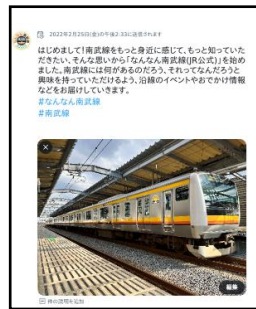 2022年2月25日(金)の午後2:33に送信されます
はじめまして!南武線をもっと身近に感じて、もっと知っていた
だきたい。そんな思いから「なんなん南武線(JR公式)」を始め
ました。南武線には何があるのだろう、それってなんだろうと
興味を持っていただけるよう、沿線のイベントやおでかけ情報
などをお届けしていきます。
#なんなん南武線
#南武線
編集
説明を追加